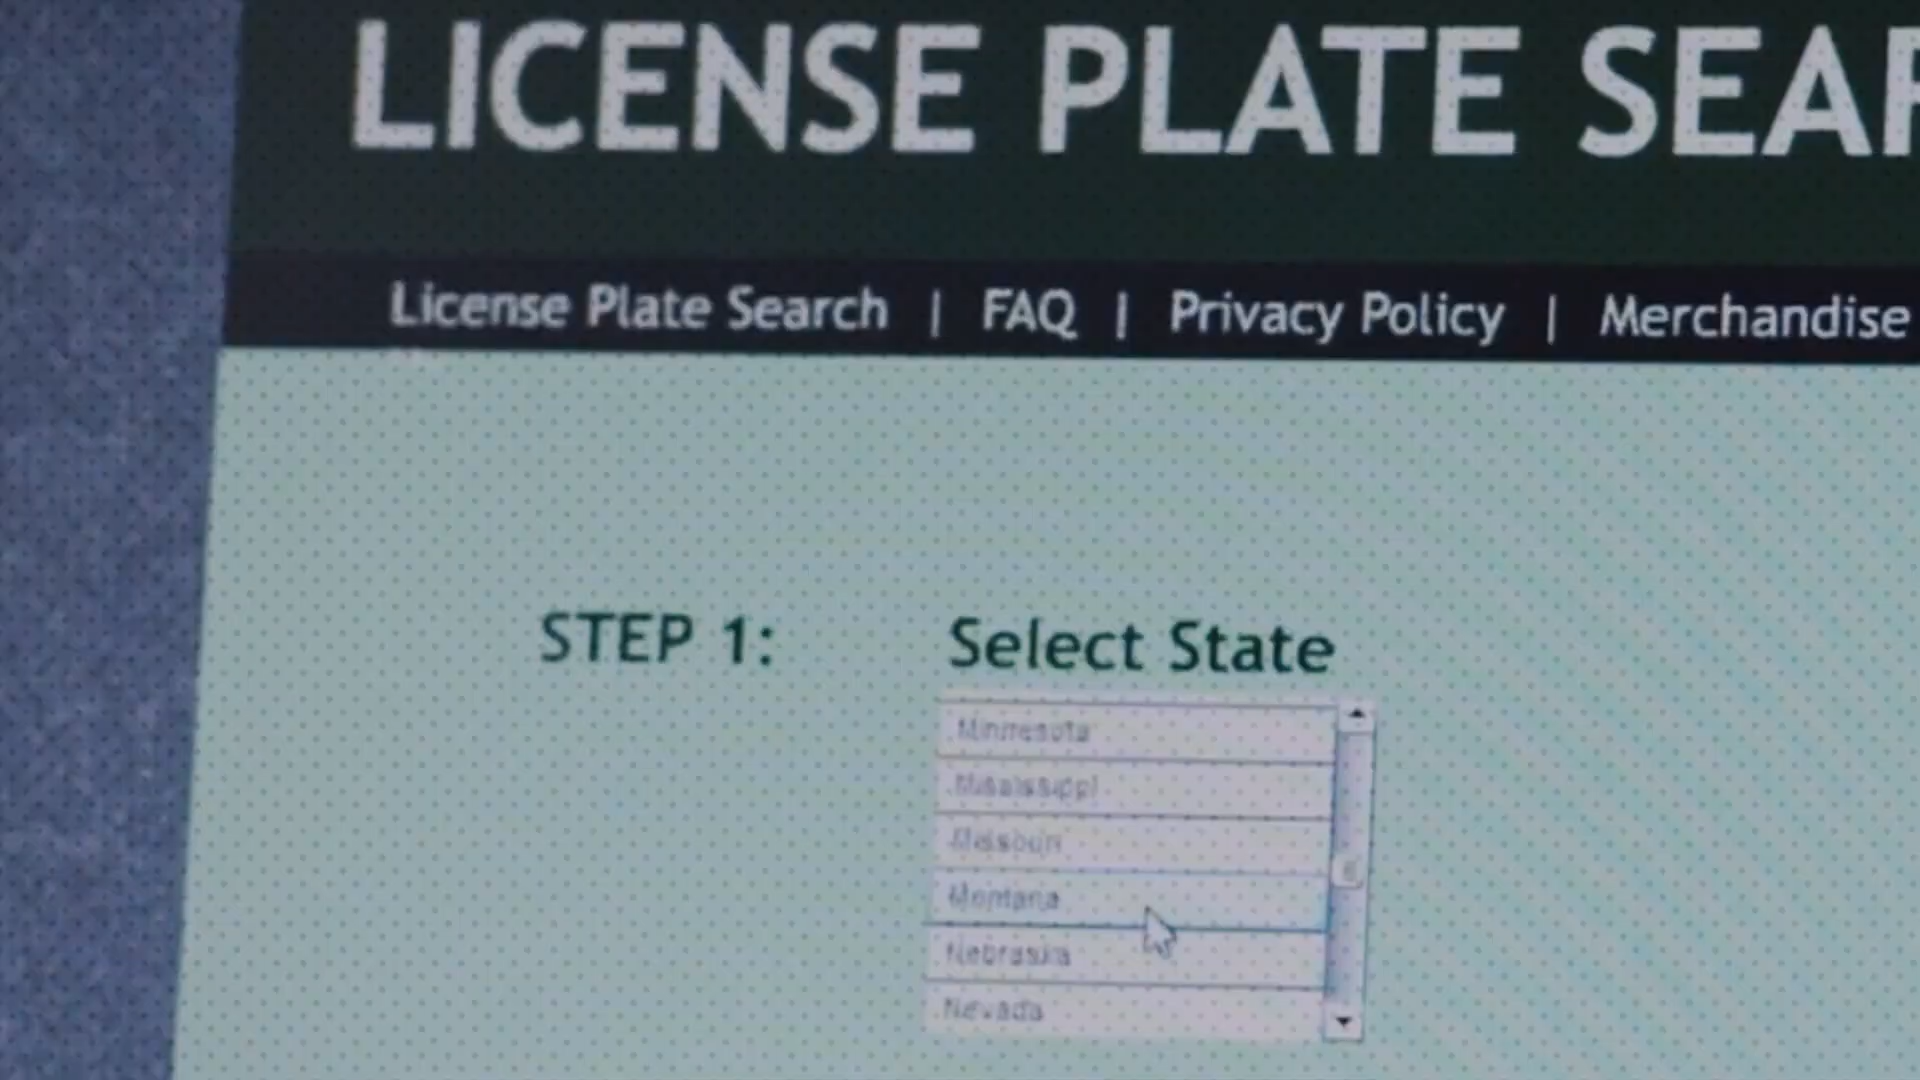 LICENSE PLATE SEAR
License Plate Search | FAQ | Privacy Policy | Merchandise
STEP 1: Select State
Minnesota
Mississippi
Missouri
Montana
Nebraska
Nevada